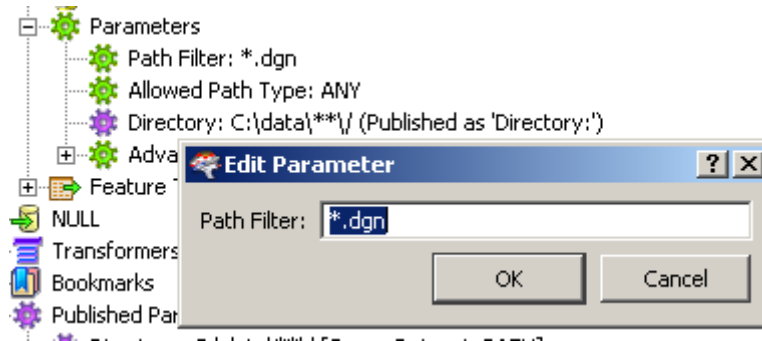 Parameters
Path Filter: *.dgn
Allowed Path Type: ANY
Directory: C:\data\**\/ (Published as 'Directory:')
Adva
Edit Parameter ? X
Feature
Path Filter: *.dgn
NULL
Transformers
OK Cancel
Bookmarks
Published Par